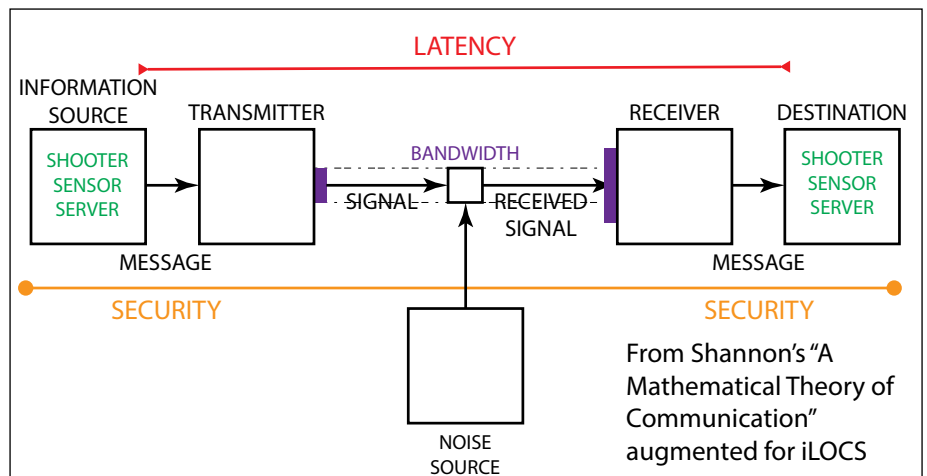 LATENCY
INFORMATION
SOURCE
TRANSMITTER
RECEIVER
DESTINATION
SHOOTER
SENSOR
SERVER
BANDWIDTH
SHOOTER
SENSOR
SERVER
SIGNAL
RECEIVED
SIGNAL
MESSAGE
MESSAGE
SECURITY
SECURITY
From Shannon's “A
Mathematical Theory of
Communication”
augmented for iLOCS
NOISE
SOURCE